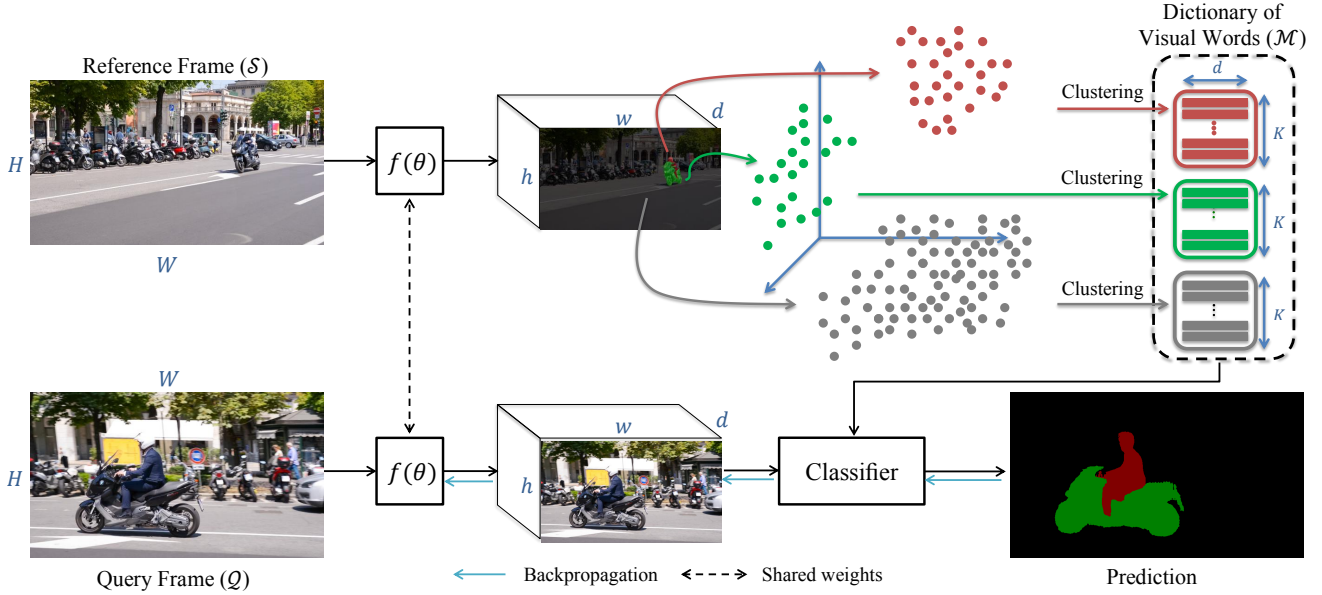 Dictionary of
Visual Words (ℳ)
Reference Frame (𝒮)
d
w
d
Clustering
K
H
f(θ)
h
Clustering
K
W
Clustering
K
W
w
d
H
f(θ)
h
Classifier
Query Frame (𝒬)
Backpropagation
Shared weights
Prediction